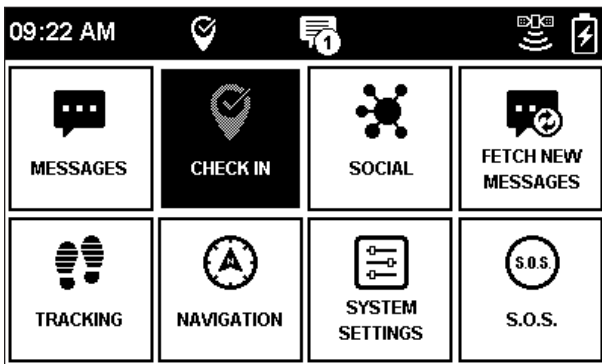 09:22 AM
1
MESSAGES
CHECK IN
SOCIAL
FETCH NEW
MESSAGES
TRACKING
N
NAVIGATION
SYSTEM
SETTINGS
S.O.S.
S.O.S.